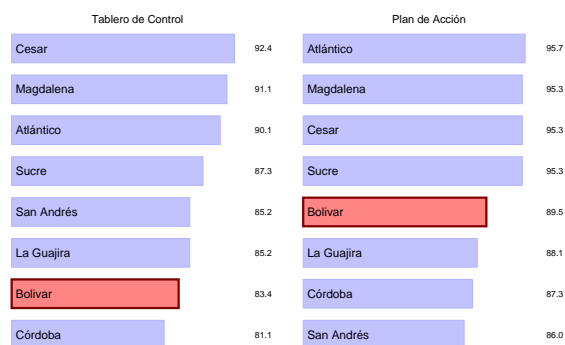 Tablero de Control
Cesar 92.4
Magdalena 91.1
Atlántico 90.1
Sucre 87.3
San Andrés 85.2
La Guajira 85.2
Bolivar 83.4
Córdoba 81.1
Plan de Acción
Atlántico 95.7
Magdalena 95.3
Cesar 95.3
Sucre 95.3
Bolivar 89.5
La Guajira 88.1
Córdoba 87.3
San Andrés 86.0